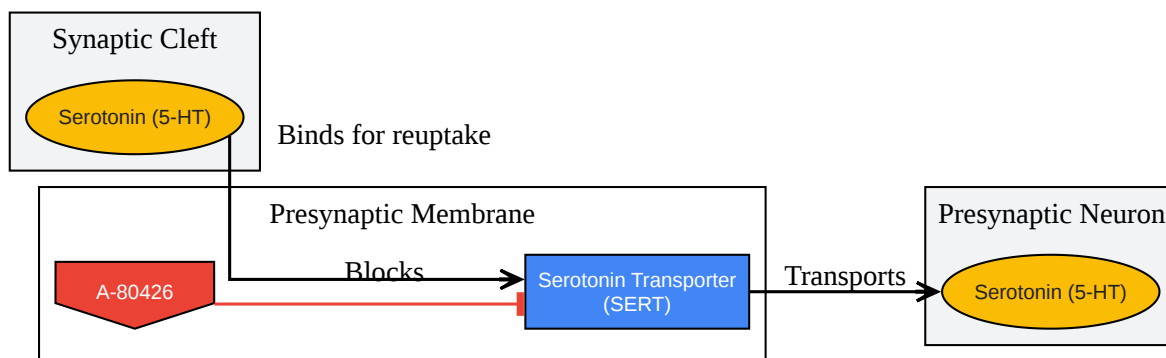 Synaptic Cleft
Serotonin (5-HT)
Binds for reuptake
Presynaptic Membrane
Presynaptic Neuron
Blocks
A-80426
Serotonin Transporter
(SERT)
Transports
Serotonin (5-HT)